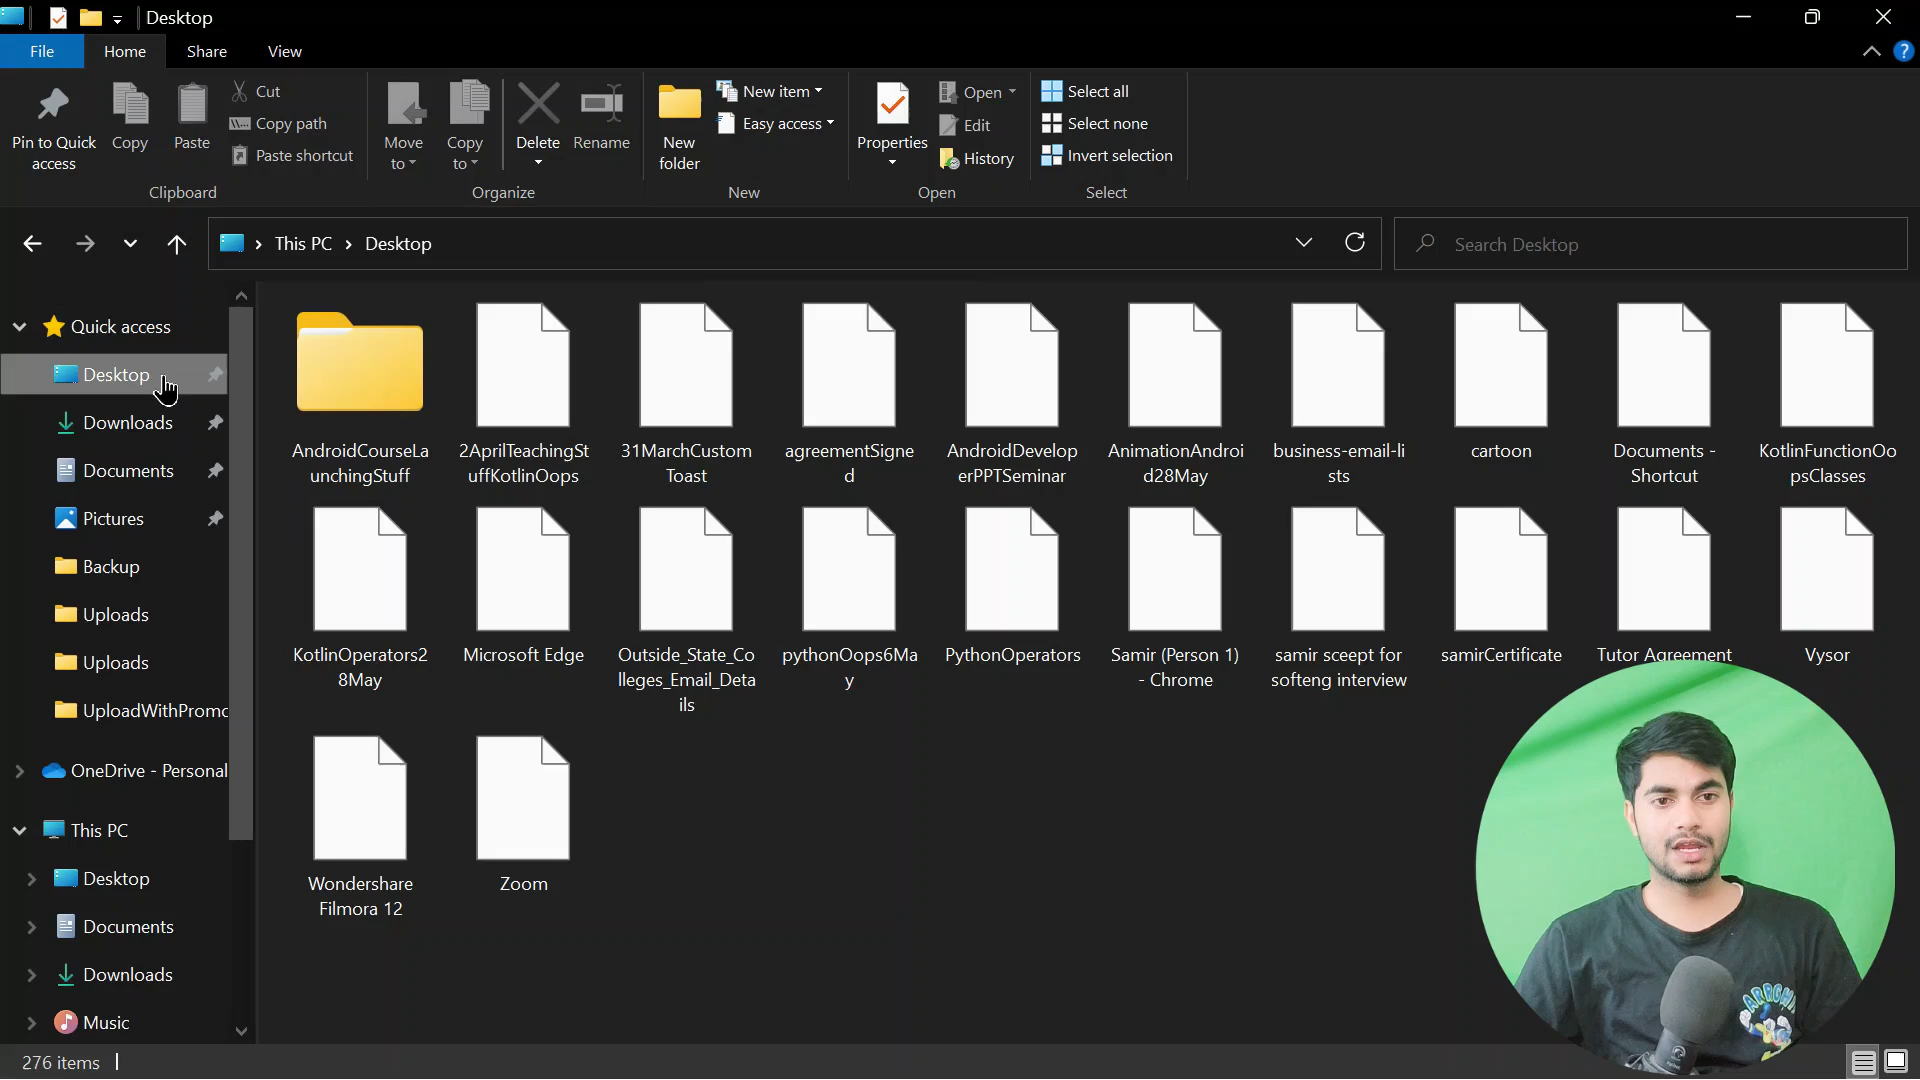 Desktop
File Home Share View
Pin to Quick access
Copy
Paste
Cut
Copy path
Paste shortcut
Clipboard
Move to
Copy to
Delete
Rename
Organize
New folder
New item
Easy access
New
Properties
Open
Edit
History
Open
Select all
Select none
Invert selection
Select
This PC > Desktop
Search Desktop
Quick access
Desktop
Downloads
Documents
Pictures
Backup
Uploads
Uploads
UploadWithPromo
OneDrive - Personal
This PC
Desktop
Documents
Downloads
Music
AndroidCourseLa
unchingStuff
2AprilTeachingSt
uffKotlinOops
31MarchCustom
Toast
agreementSigne
d
AndroidDevelop
erPPTSeminar
AnimationAndroi
d28May
business-email-li
sts
cartoon
Documents -
Shortcut
KotlinFunctionOo
psClasses
KotlinOperators2
8May
Microsoft Edge
Outside_State_Co
lleges_Email_Deta
ils
pythonOops6Ma
y
PythonOperators
Samir (Person 1)
- Chrome
samir sceept for
softeng interview
samirCertificate
Tutor Agreement
Vysor
Wondershare
Filmora 12
Zoom
276 items